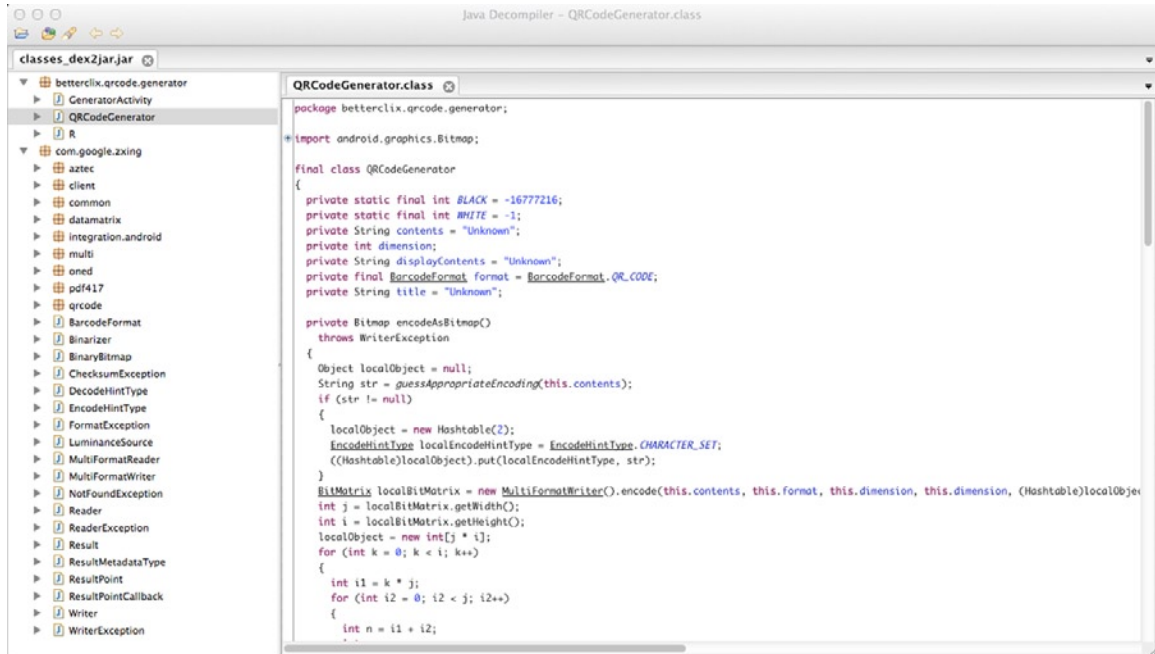 Java Decompiler - QRCodeGenerator.class
classes_dex2jar.jar
betterclix.qrcode.generator
GeneratorActivity
QRCodeGenerator
R
com.google.zxing
aztec
client
common
datamatrix
integration.android
multi
oned
pdf417
qrcode
BarcodeFormat
Binarizer
BinaryBitmap
ChecksumException
DecodeHintType
EncodeHintType
FormatException
LuminanceSource
MultiFormatReader
MultiFormatWriter
NotFoundException
Reader
ReaderException
Result
ResultMetadataType
ResultPoint
ResultPointCallback
Writer
WriterException
QRCodeGenerator.class
package betterclix.qrcode.generator;
import android.graphics.Bitmap;
final class QRCodeGenerator
{
private static final int BLACK = -16777216;
private static final int WHITE = -1;
private String contents = "Unknown";
private int dimension;
private String displayContents = "Unknown";
private final BarcodeFormat format = BarcodeFormat.QR_CODE;
private String title = "Unknown";
private Bitmap encodeAsBitmap()
throws WriterException
{
Object localObject = null;
String str = guessAppropriateEncoding(this.contents);
if (str != null)
{
localObject = new Hashtable(2);
EncodeHintType localEncodeHintType = EncodeHintType.CHARACTER_SET;
((Hashtable)localObject).put(localEncodeHintType, str);
}
BitMatrix localBitMatrix = new MultiFormatWriter().encode(this.contents, this.format, this.dimension, this.dimension, (Hashtable)localObje
int j = localBitMatrix.getWidth();
int i = localBitMatrix.getHeight();
localObject = new int[j * i];
for (int k = 0; k < i; k++)
{
int i1 = k * j;
for (int i2 = 0; i2 < j; i2++)
{
int n = i1 + i2;